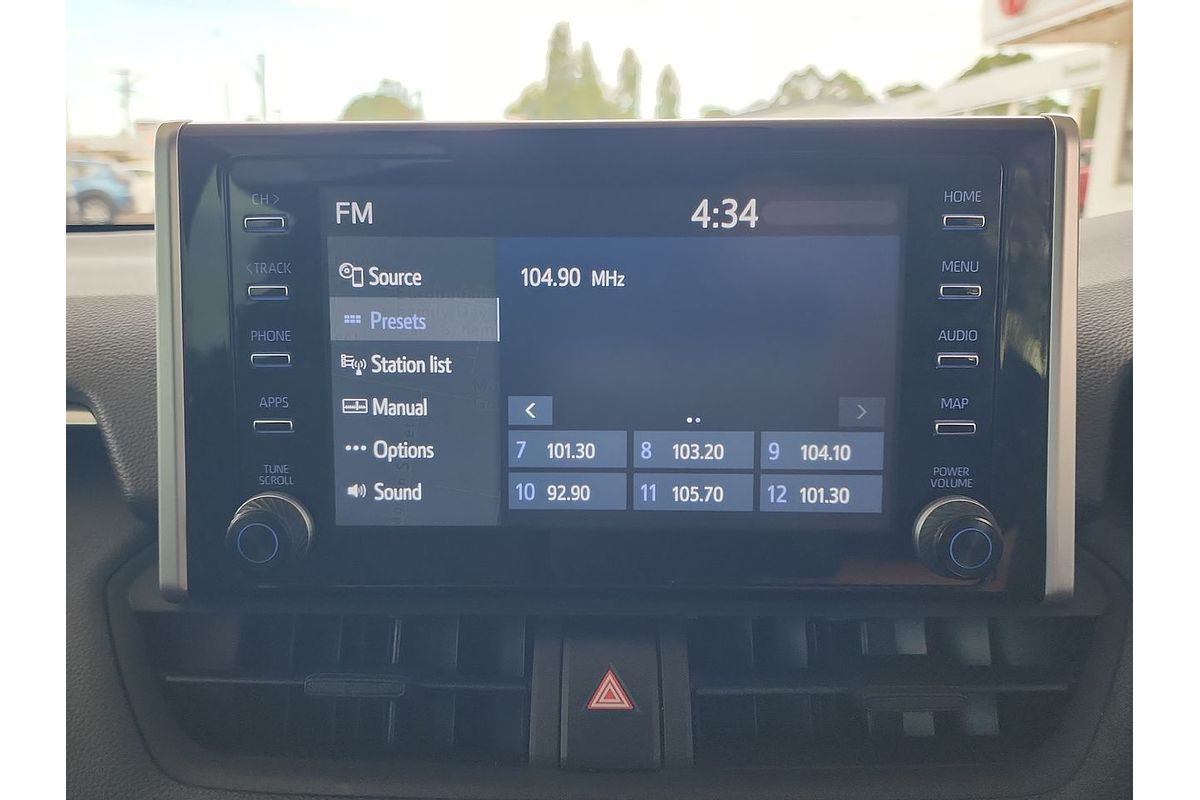 CH >
FM
4:34
HOME
< TRACK
Source
104.90 MHz
MENU
PHONE
Presets
AUDIO
Station list
APPS
Manual
MAP
TUNE
SCROLL
Options
7 101.30
8 103.20
9 104.10
POWER
VOLUME
Sound
10 92.90
11 105.70
12 101.30